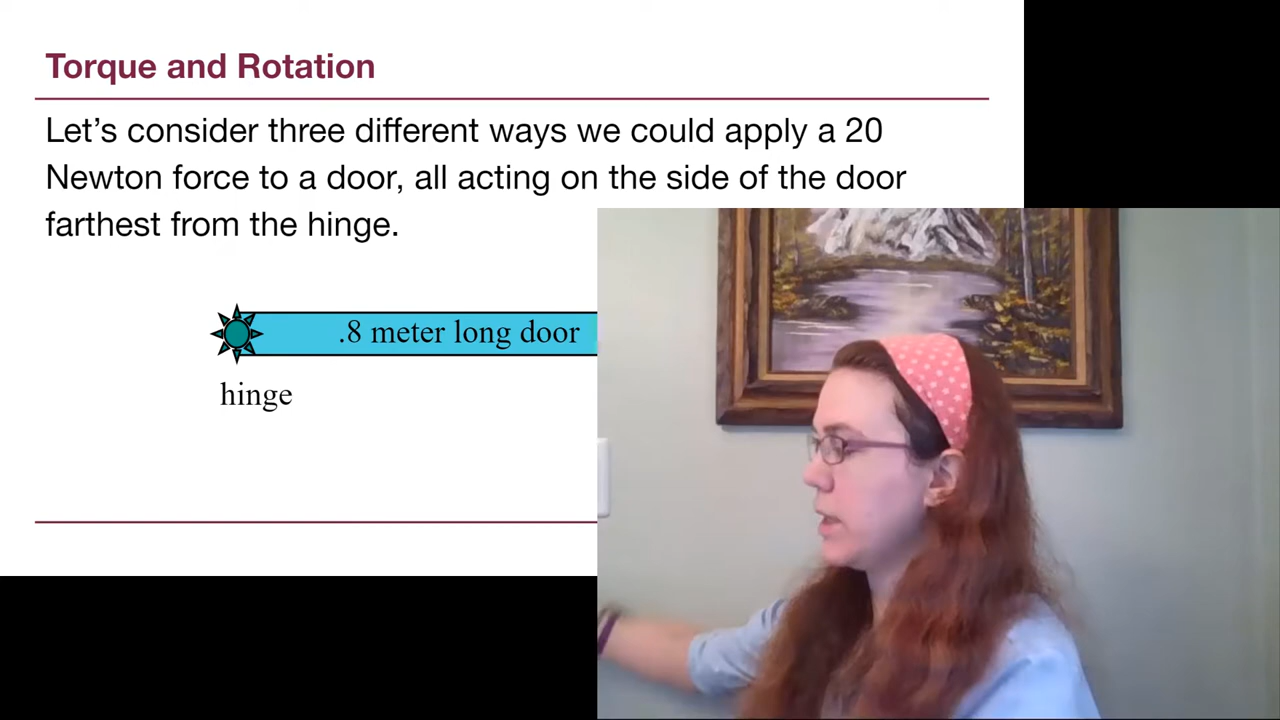 Torque and Rotation
Let’s consider three different ways we could apply a 20
Newton force to a door, all acting on the side of the door
farthest from the hinge.
.8 meter long door
hinge